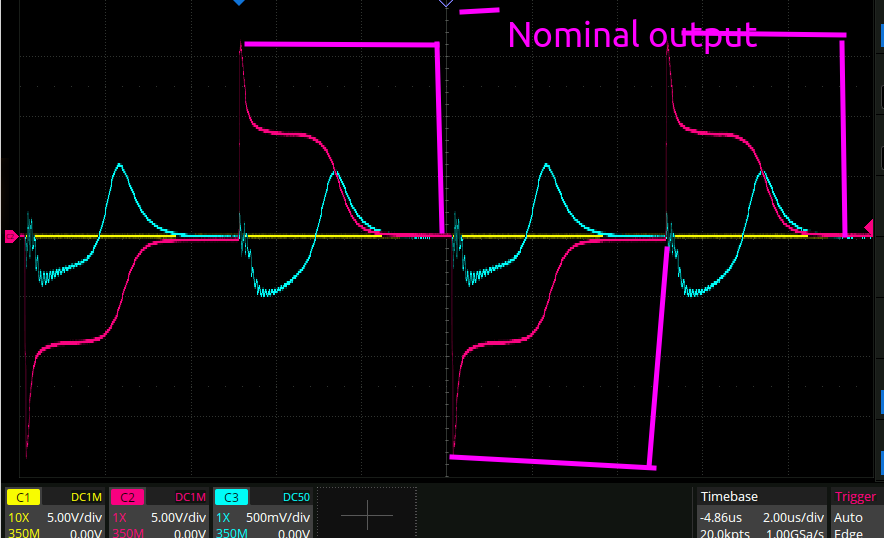 Nominal output
C1 DC1M C2 DC1M C3 DC50 Timebase Trigger
10X 5.00V/div 1X 5.00V/div 1X 500mV/div -4.86us 2.00us/div Auto
350M 0.00V 350M 0.00V 350M 0.00V 20.0kpts 1.00GSa/s Edge